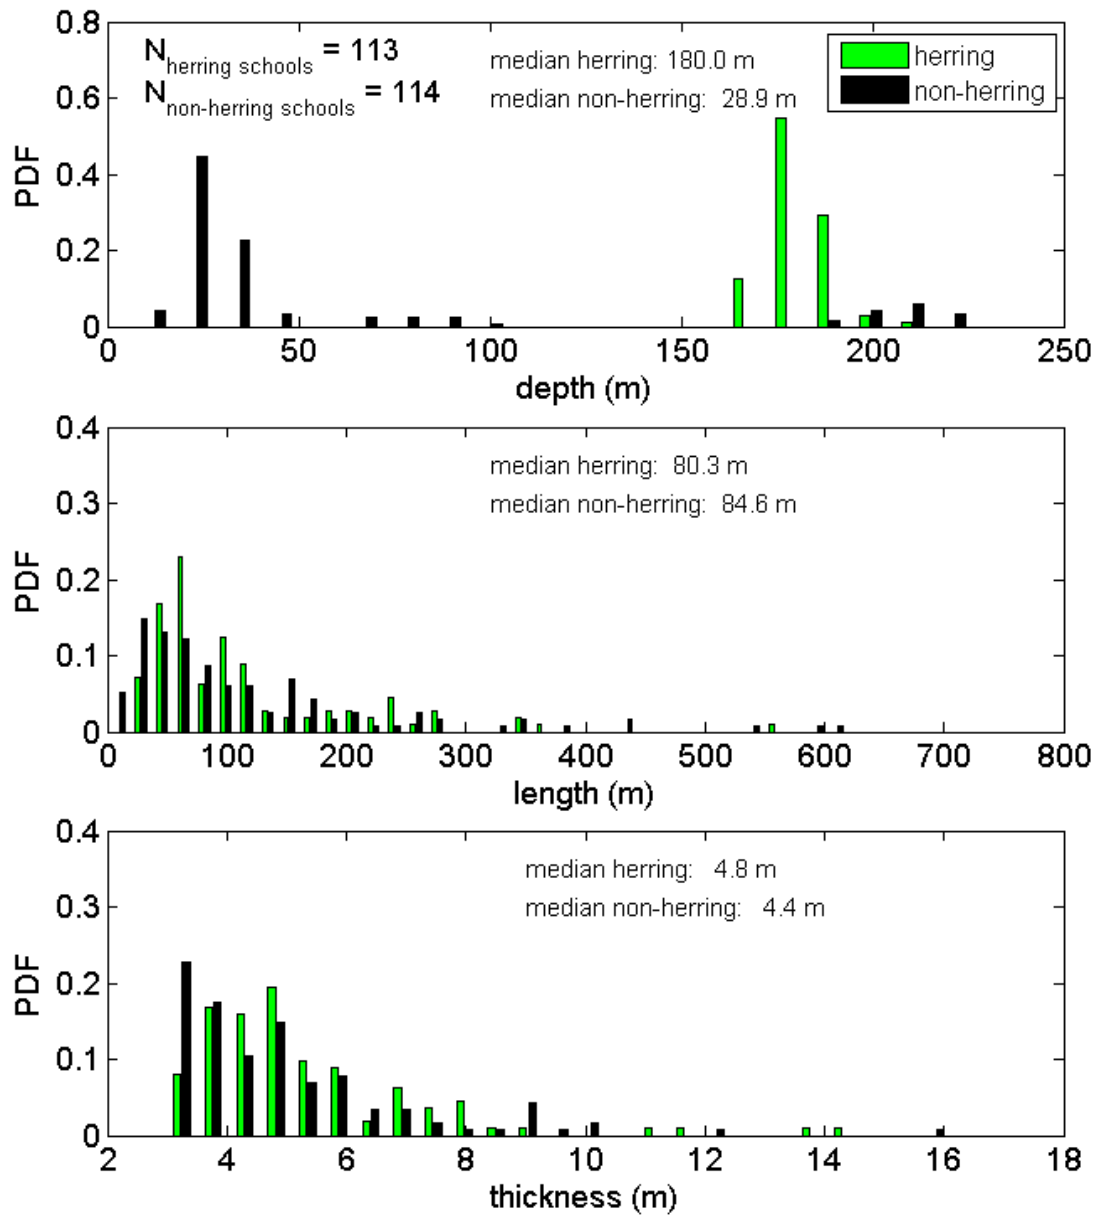 N herring schools = 113
N non-herring schools = 114
median herring: 180.0 m
median non-herring: 28.9 m
herring
non-herring
PDF
0.8
0.6
0.4
0.2
0
0 50 100 150 200 250
depth (m)
median herring: 80.3 m
median non-herring: 84.6 m
PDF
0.4
0.3
0.2
0.1
0
0 100 200 300 400 500 600 700 800
length (m)
median herring: 4.8 m
median non-herring: 4.4 m
PDF
0.4
0.3
0.2
0.1
0
2 4 6 8 10 12 14 16 18
thickness (m)